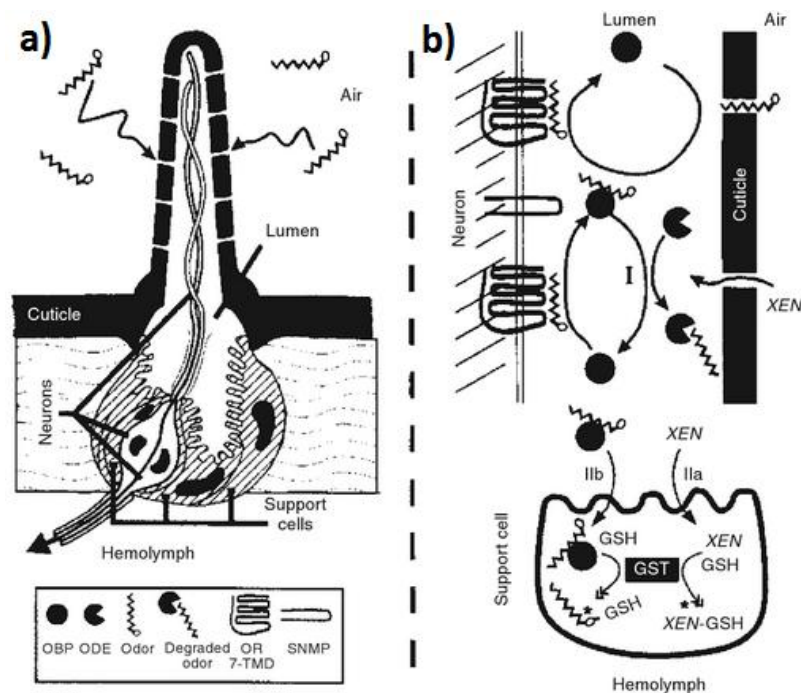 a)
Air
Lumen
Cuticle
Neurons
Support
cells
Hemolymph
OBP
ODE
Odor
Degraded
odor
OR
7-TMD
SNMP
b)
Lumen
Air
Neuron
Cuticle
I
XEN
IIb
XEN
IIa
Support cell
GSH
GST
XEN
GSH
* GSH
*
XEN-GSH
Hemolymph